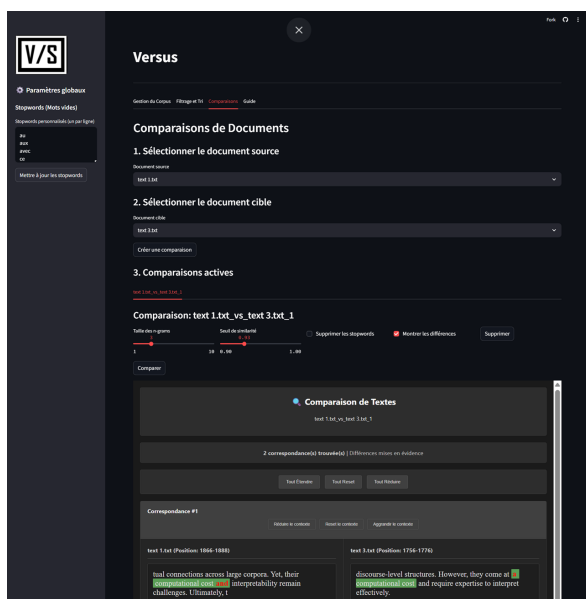 Fork
V/S
Versus
Paramètres globaux
Stopwords (Mots vides)
Stopwords personnalisés (un par ligne)
au
aux
avec
ce
Mettre à jour les stopwords
Gestion du Corpus Filtrage et Tri Comparaisons Guide
Comparaisons de Documents
1. Sélectionner le document source
Document source
text 1.txt
2. Sélectionner le document cible
Document cible
text 3.txt
Créer une comparaison
3. Comparaisons actives
text 1.txt_vs_text 3.txt_1
Comparaison: text 1.txt_vs_text 3.txt_1
Taille des n-grams Seuil de similarité
3 0.93
Supprimer les stopwords Montrer les différences Supprimer
1 10 0.90 1.00
Comparer
Comparaison de Textes
text 1.txt_vs_text 3.txt_1
2 correspondance(s) trouvée(s) | Différences mises en évidence
Tout Étendre Tout Reset Tout Réduire
Correspondance #1
Réduire le contexte Reset le contexte Agrandir le contexte
text 1.txt (Position: 1866-1888) text 3.txt (Position: 1756-1776)
tual connections across large corpora. Yet, their
computational cost and interpretability remain
challenges. Ultimately, t
discourse-level structures. However, they come at a
computational cost and require expertise to interpret
effectively.